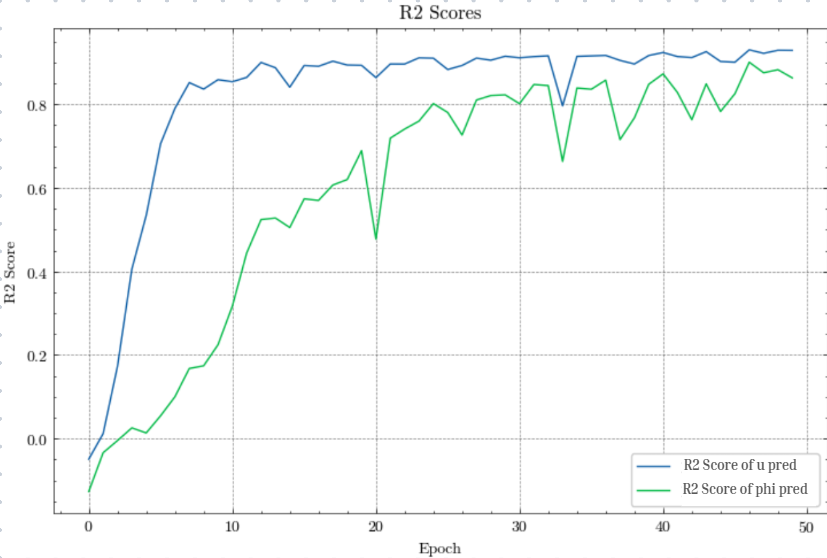 R2 Scores
R2 Score
0.8
0.6
0.4
0.2
0.0
0 10 20 30 40 50
Epoch
R2 Score of u pred
R2 Score of phi pred